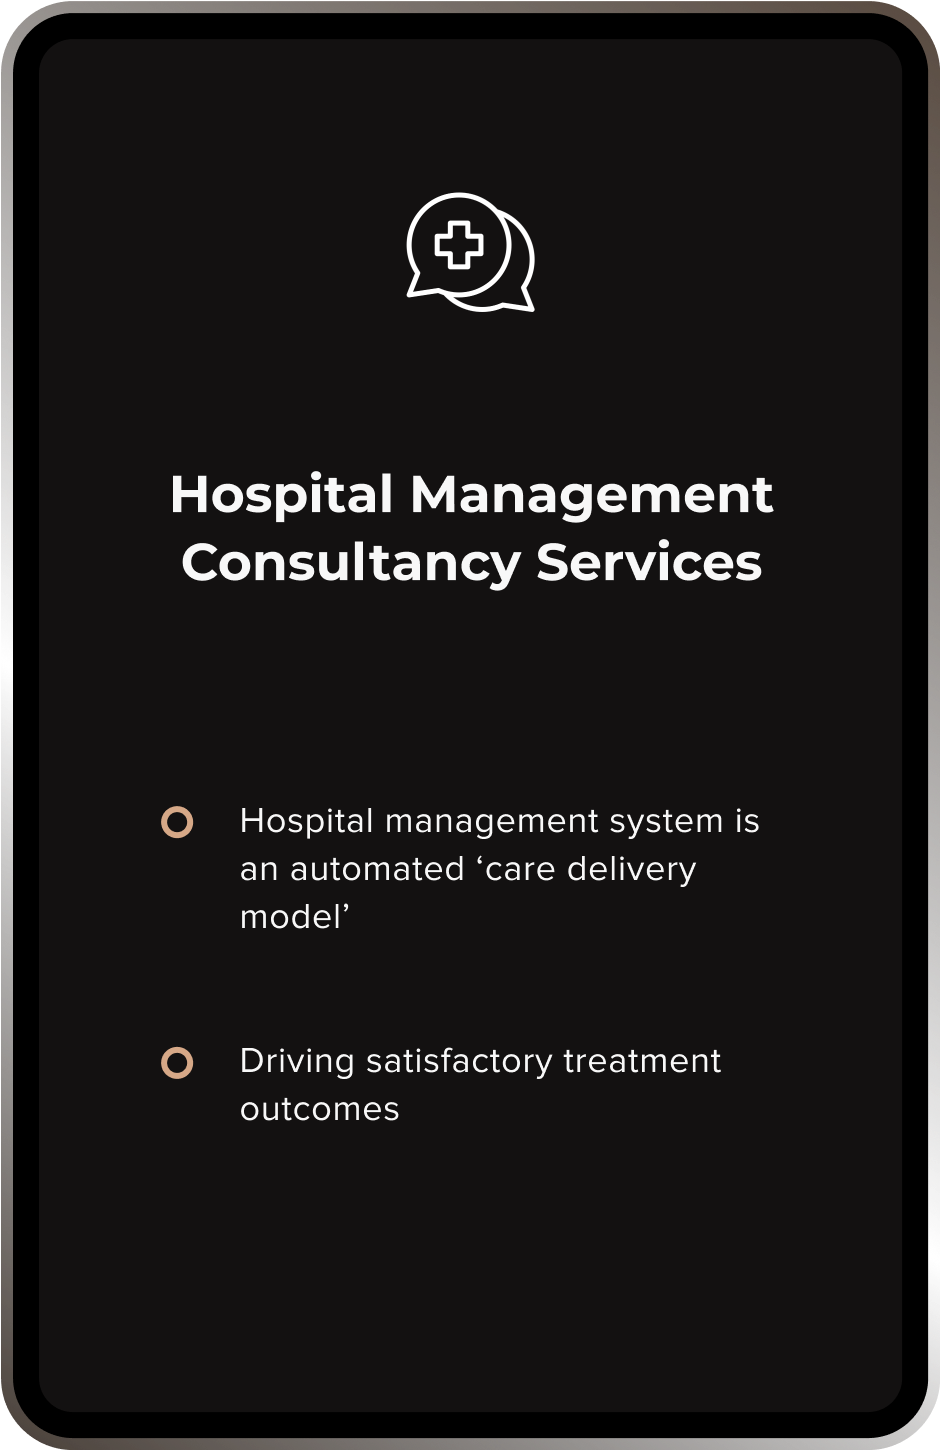 Hospital Management
Consultancy Services
Hospital management system is
an automated ‘care delivery
model’
Driving satisfactory treatment
outcomes